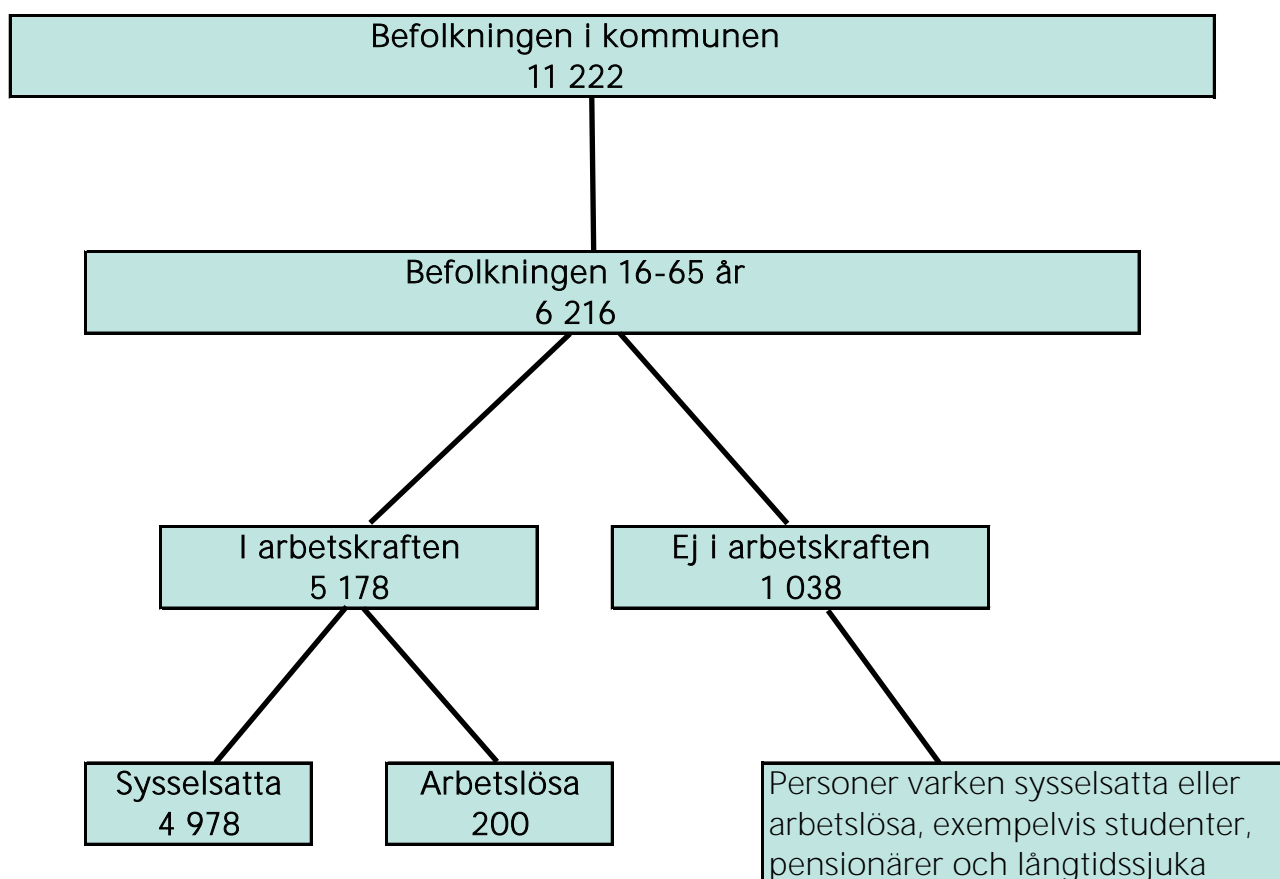 Befolkningen i kommunen
11 222
Befolkningen 16-65 år
6 216
I arbetskraften
5 178
Ej i arbetskraften
1 038
Sysselsatta
4 978
Arbetslösa
200
Personer varken sysselsatta eller
arbetslösa, exempelvis studenter,
pensionärer och långtidssjuka